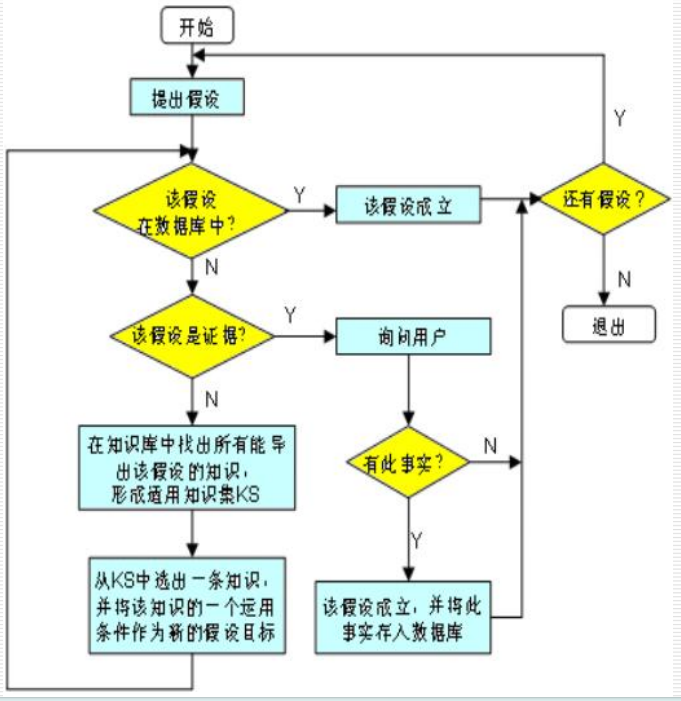 开始
提出假设
Y
该假设
在数据库中?
Y
该假设成立
还有假设?
N
N
退出
该假设是证据?
Y
询问用户
N
在知识库中找出所有能导
出该假设的知识,
形成适用知识集KS
有此事实?
N
Y
从KS中选出一条知识,
并将该知识的一个运用
条件作为新的假设目标
该假设成立,并将此
事实存入数据库